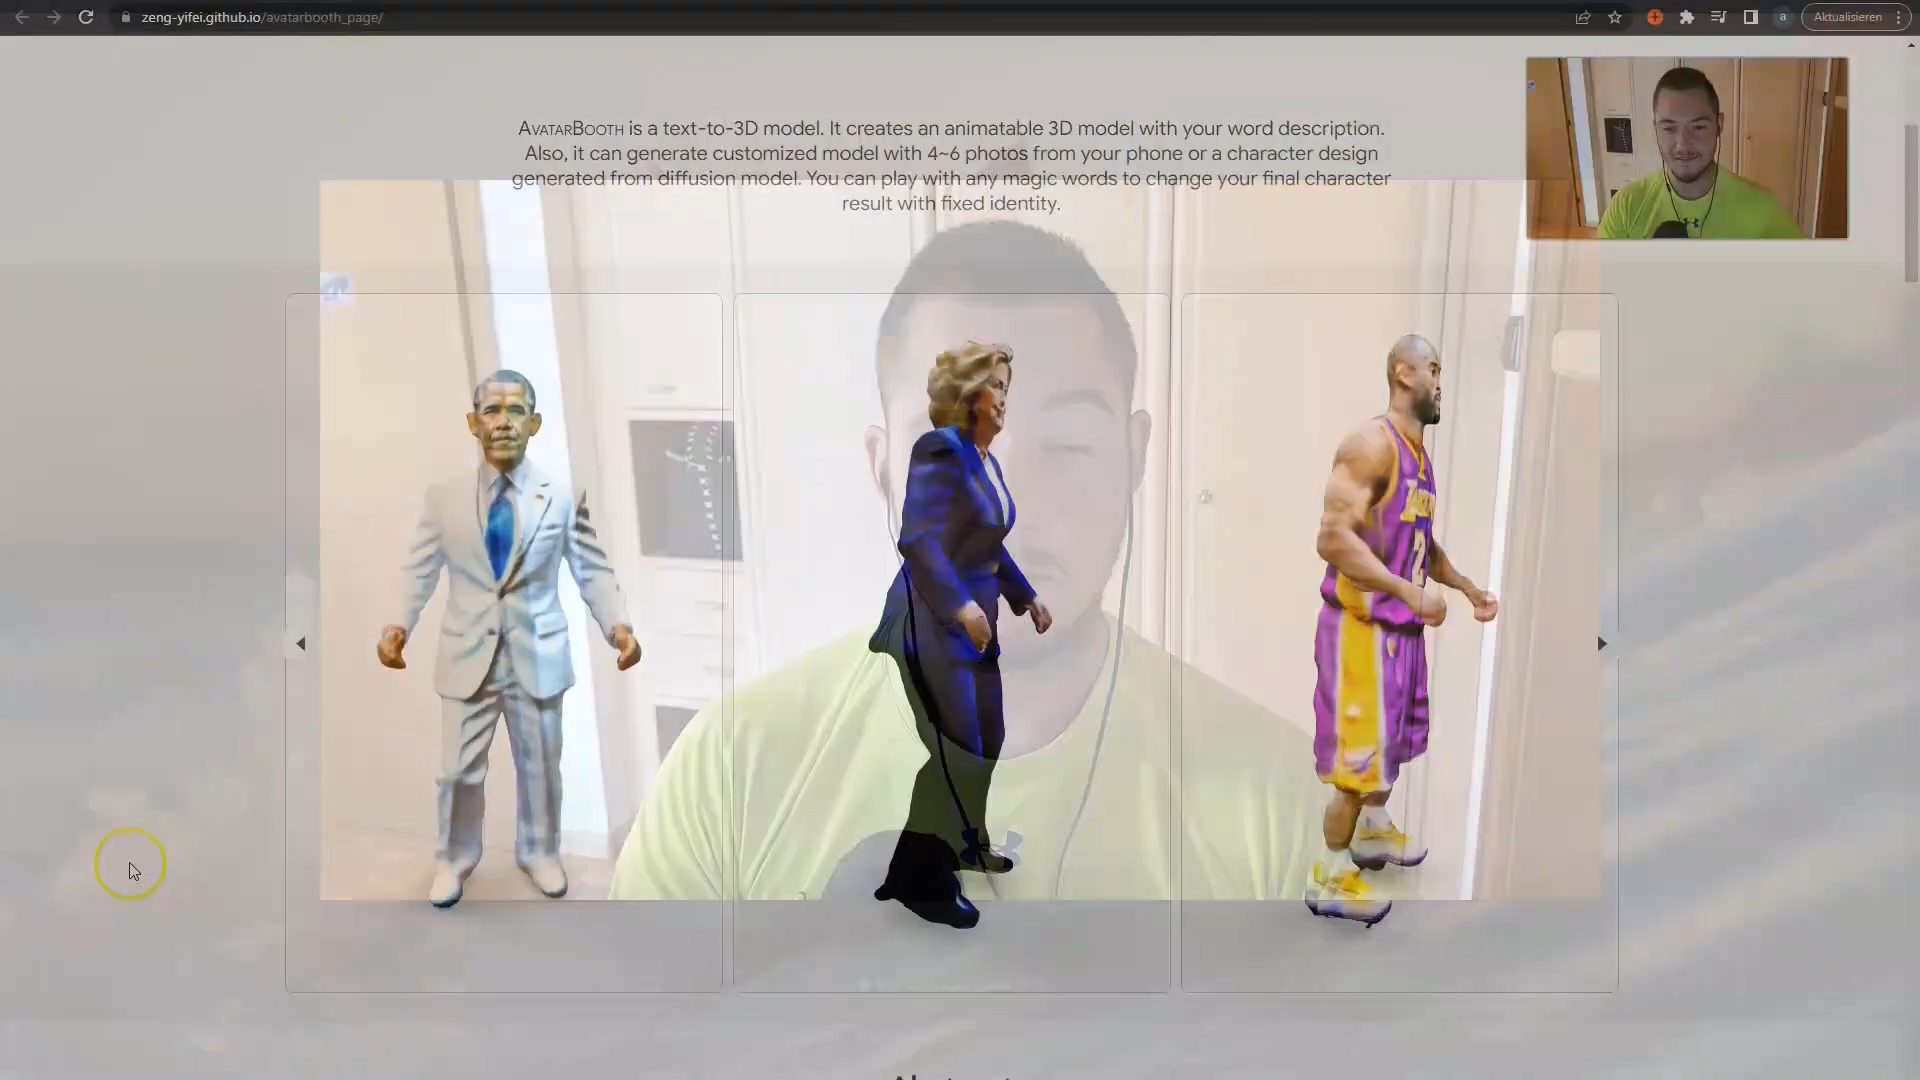 zeng-yifei.github.io/avatarbooth_page/
a
Aktualisieren
AVATARBOOTH is a text-to-3D model. It creates an animatable 3D model with your word description.
Also, it can generate customized model with 4~6 photos from your phone or a character design
generated from diffusion model. You can play with any magic words to change your final character
result with fixed identity.